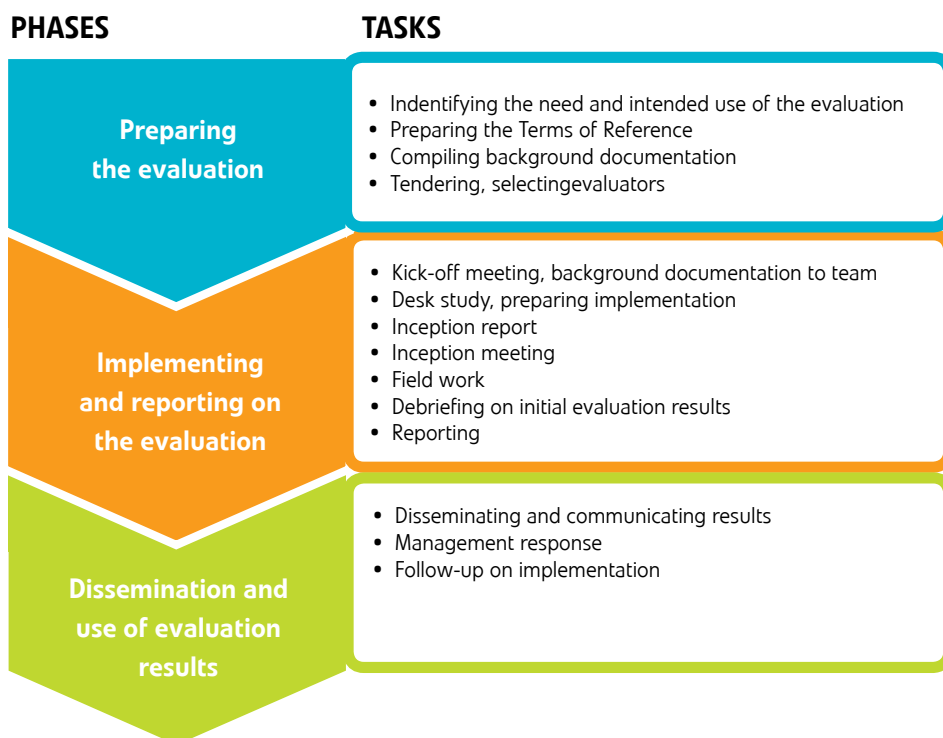 PHASES
TASKS
Preparing
the evaluation
• Indentifying the need and intended use of the evaluation
• Preparing the Terms of Reference
• Compiling background documentation
• Tendering, selectingevaluators
Implementing
and reporting on
the evaluation
• Kick-off meeting, background documentation to team
• Desk study, preparing implementation
• Inception report
• Inception meeting
• Field work
• Debriefing on initial evaluation results
• Reporting
Dissemination and
use of evaluation
results
• Disseminating and communicating results
• Management response
• Follow-up on implementation